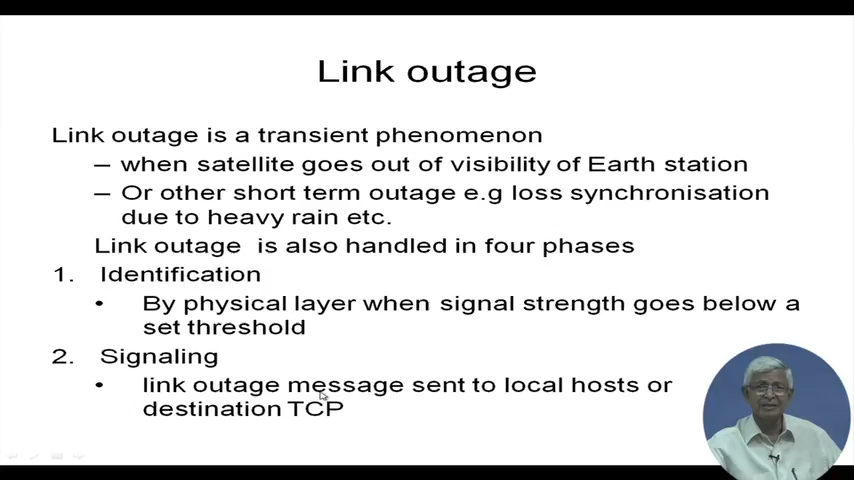 Link outage
Link outage is a transient phenomenon
– when satellite goes out of visibility of Earth station
– Or other short term outage e.g loss synchronisation
due to heavy rain etc.
Link outage is also handled in four phases
1. Identification
• By physical layer when signal strength goes below a
set threshold
2. Signaling
• link outage message sent to local hosts or
destination TCP